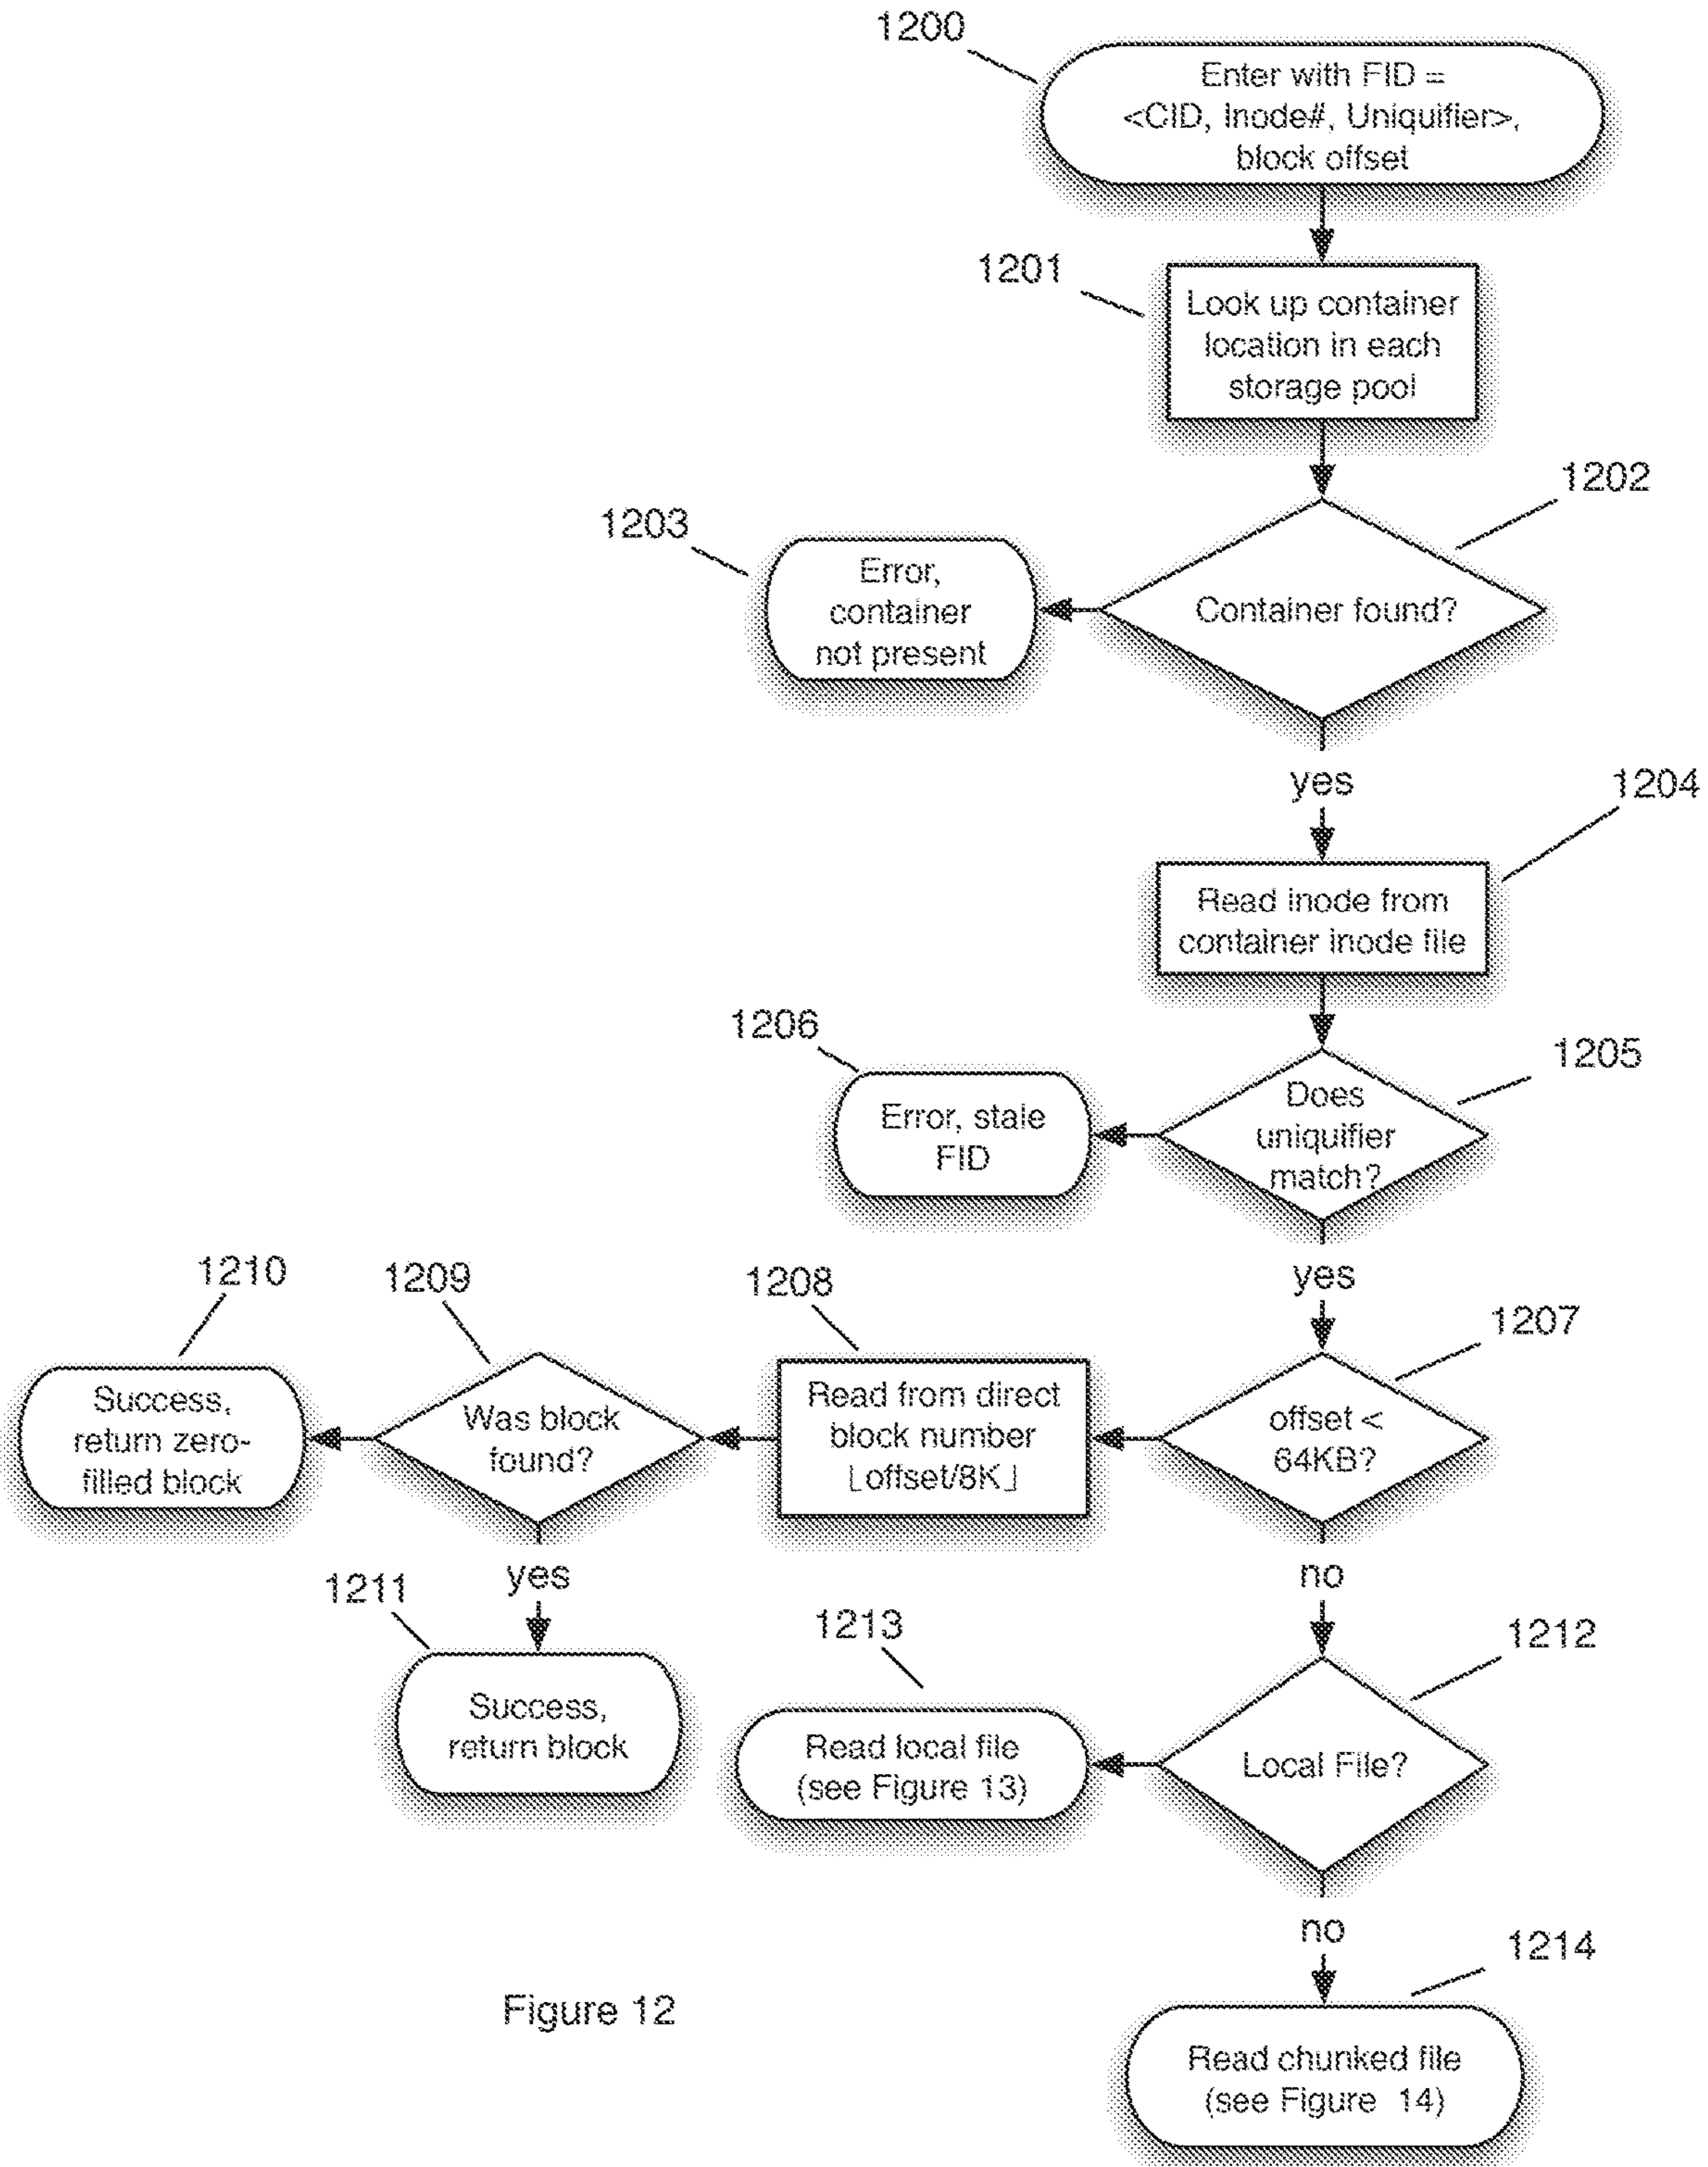 1200
Enter with FID =
<CID, Inode#, Uniquifier>,
block offset
1201
Look up container
location in each
storage pool
1202
Container found?
1203
Error,
container
not present
yes
1204
Read inode from
container inode file
1205
Does
uniquifier
match?
1206
Error, stale
FID
yes
1207
offset <
64KB?
1208
Read from direct
block number
⌊offset/8K⌋
1209
Was block
found?
1210
Success,
return zero-
filled block
yes
1211
Success,
return block
no
1212
Local File?
1213
Read local file
(see Figure 13)
no
1214
Read chunked file
(see Figure 14)
Figure 12